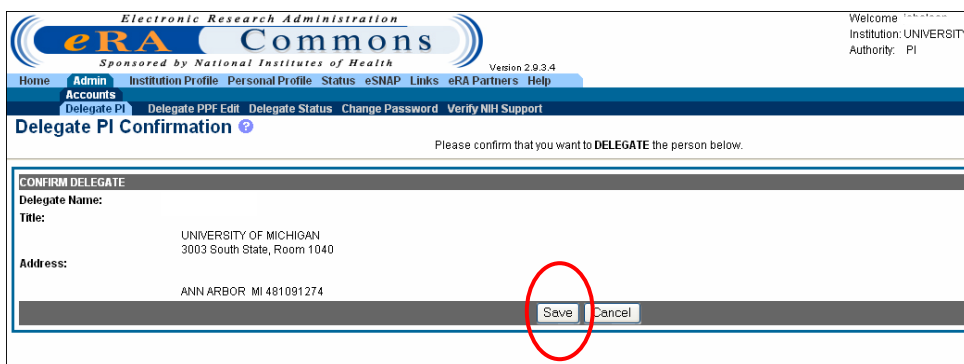 Electronic Research Administration
eRA Commons
Sponsored by National Institutes of Health
Version 2.9.3.4
Welcome
Institution: UNIVERSITY
Authority: PI
Home Admin Institution Profile Personal Profile Status eSNAP Links eRA Partners Help
Accounts
Delegate PI Delegate PPF Edit Delegate Status Change Password Verify NIH Support
Delegate PI Confirmation ?
Please confirm that you want to DELEGATE the person below.
CONFIRM DELEGATE
Delegate Name:
Title:
UNIVERSITY OF MICHIGAN
3003 South State, Room 1040
Address:
ANN ARBOR MI 481091274
Save Cancel